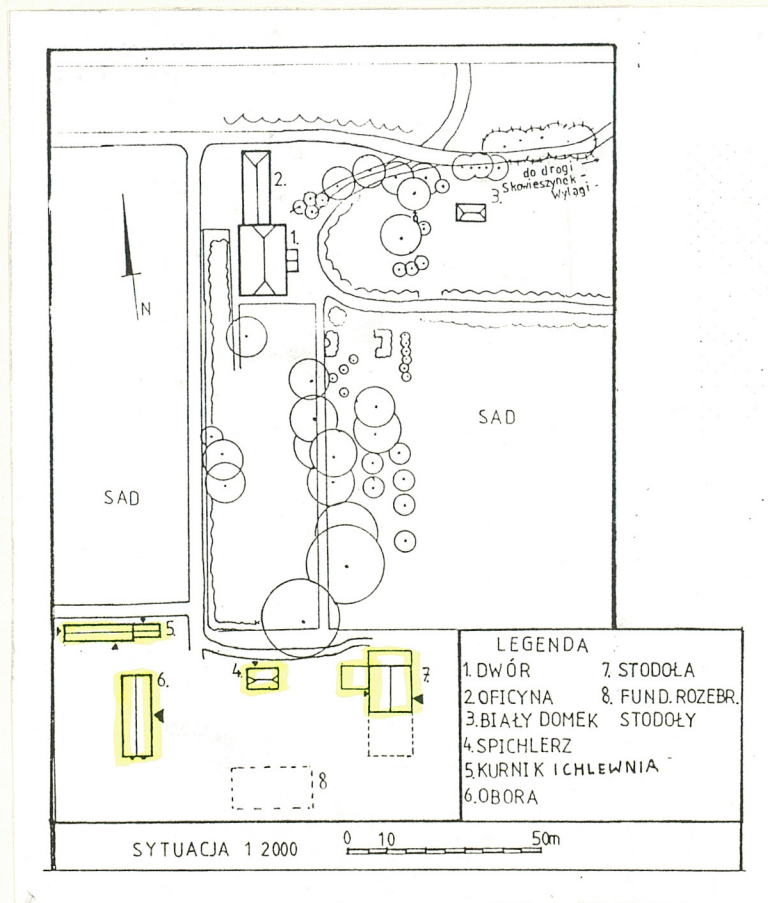 2.
1.
3.
do drogi
Skowieszynek -
Wylągi -
N
SAD
SAD
5.
6.
4.
7.
8
LEGENDA
1. DWÓR
2. OFICYNA
3. BIAŁY DOMEK
4. SPICHLERZ
5. KURNIK I CHLEWNIA
6. OBORA
7. STODOŁA
8. FUND. ROZEBR.
STODOŁY
SYTUACJA 1 2000
0 10 50m